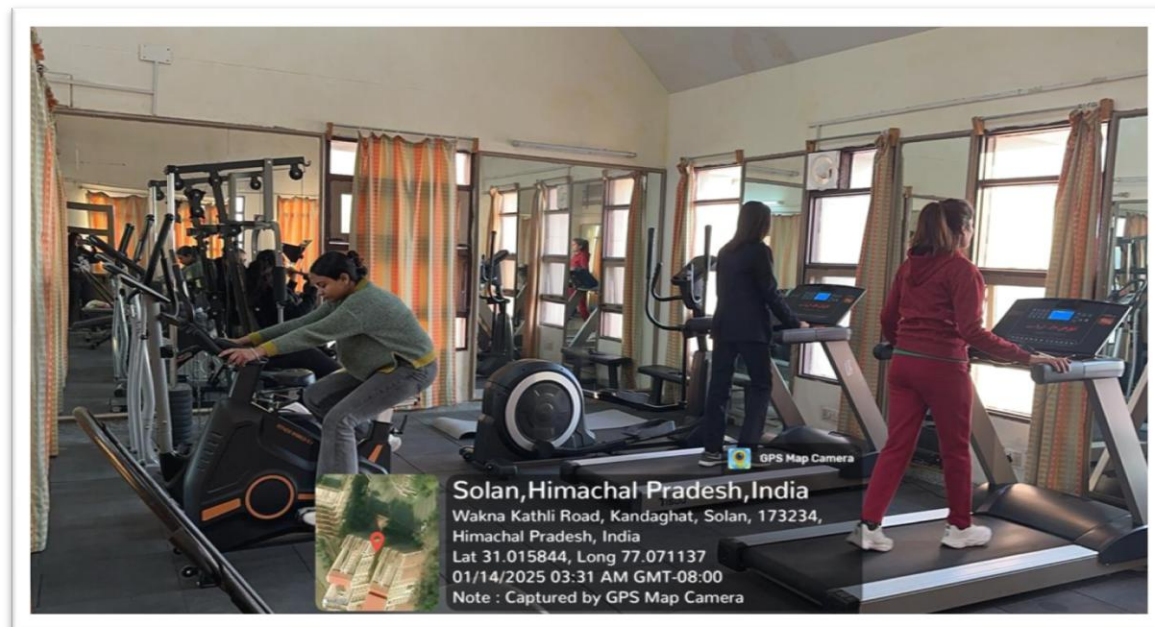 GPS Map Camera
Solan,Himachal Pradesh,India
Wakna Kathli Road, Kandaghat, Solan, 173234,
Himachal Pradesh, India
Lat 31.015844, Long 77.071137
01/14/2025 03:31 AM GMT-08:00
Note : Captured by GPS Map Camera